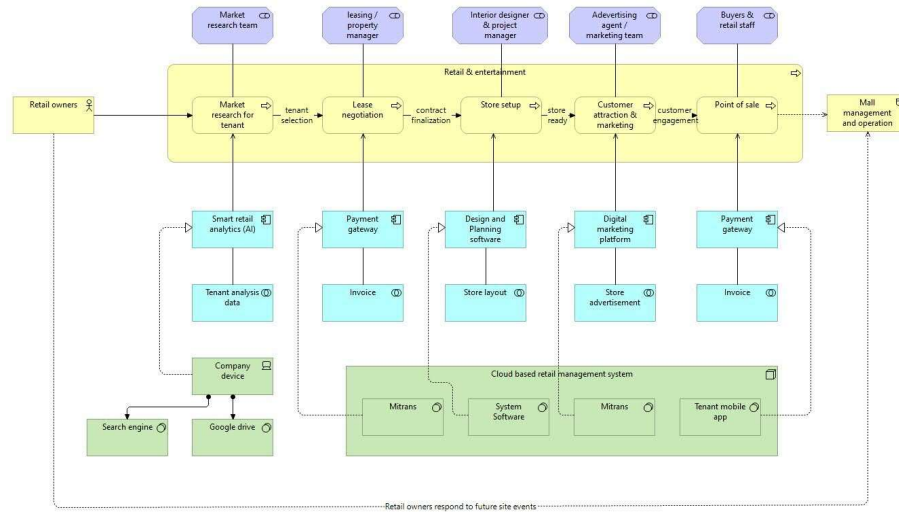 Market
research team
leasing /
property
manager
Interior designer
& project
manager
Adevertising
agent /
marketing team
Buyers &
retail staff
Retail & entertainment
Retail owners
Market
research for
tenant
tenant
selection
Lease
negotiation
contract
finalization
Store setup
store
ready
Customer
attraction &
marketing
customer
engagement
Point of sale
Mall
management
and operation
Smart retail
analytics (AI)
Payment
gateway
Design and
Planning
software
Digital
marketing
platform
Payment
gateway
Tenant analysis
data
Invoice
Store layout
Store
advertisement
Invoice
Company
device
Cloud based retail management system
Search engine
Google drive
Mitrans
System
Software
Mitrans
Tenant mobile
app
Retail owners respond to future site events